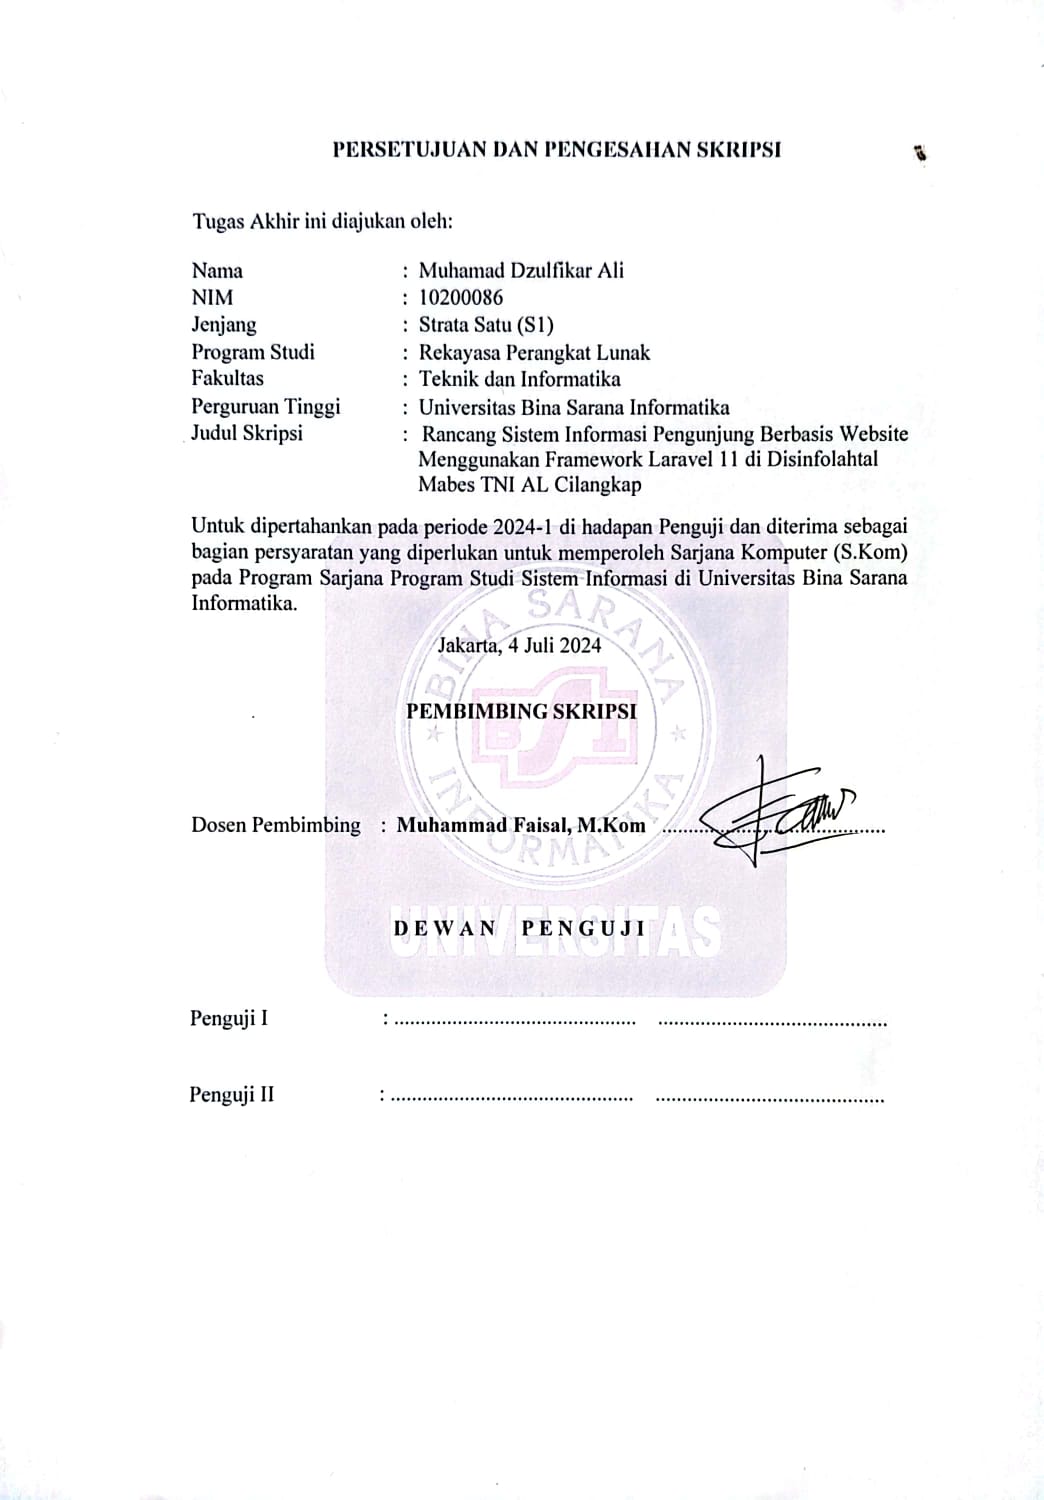 PERSETUJUAN DAN PENGESAHAN SKRIPSI
Tugas Akhir ini diajukan oleh:
Nama : Muhamad Dzulfikar Ali
NIM : 10200086
Jenjang : Strata Satu (S1)
Program Studi : Rekayasa Perangkat Lunak
Fakultas : Teknik dan Informatika
Perguruan Tinggi : Universitas Bina Sarana Informatika
Judul Skripsi : Rancang Sistem Informasi Pengunjung Berbasis Website
Menggunakan Framework Laravel 11 di Disinfolahtal
Mabes TNI AL Cilangkap
Untuk dipertahankan pada periode 2024-1 di hadapan Penguji dan diterima sebagai
bagian persyaratan yang diperlukan untuk memperoleh Sarjana Komputer (S.Kom)
pada Program Sarjana Program Studi Sistem Informasi di Universitas Bina Sarana
Informatika.
BINA SARANA
Jakarta, 4 Juli 2024
PEMBIMBING SKRIPSI
BSI
INFORMATIKA
Dosen Pembimbing : Muhammad Faisal, M.Kom ..........................................
DEWAN PENGUJI
UNIVERSITAS
Penguji I : .............................................. ...........................................
Penguji II : .............................................. ...........................................